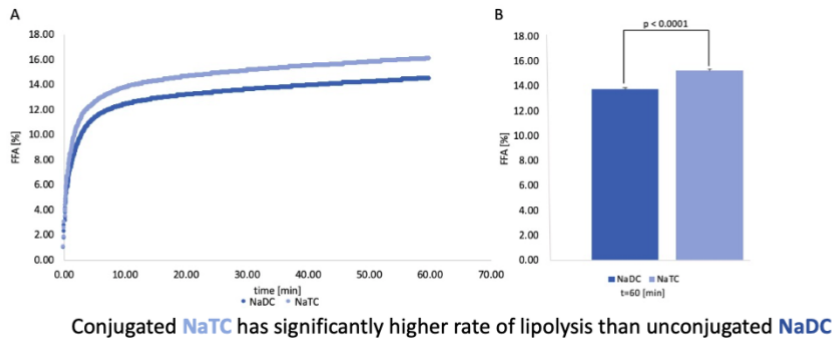 A
18.00
16.00
14.00
12.00
10.00
8.00
6.00
4.00
2.00
0.00
FFA [%]
0.00 10.00 20.00 30.00 40.00 50.00 60.00 70.00
time [min]
NaDC NaTC
B
p < 0.0001
18.00
16.00
14.00
12.00
10.00
8.00
6.00
4.00
2.00
0.00
FFA [%]
NaDC NaTC
t=60 [min]
Conjugated NaTC has significantly higher rate of lipolysis than unconjugated NaDC